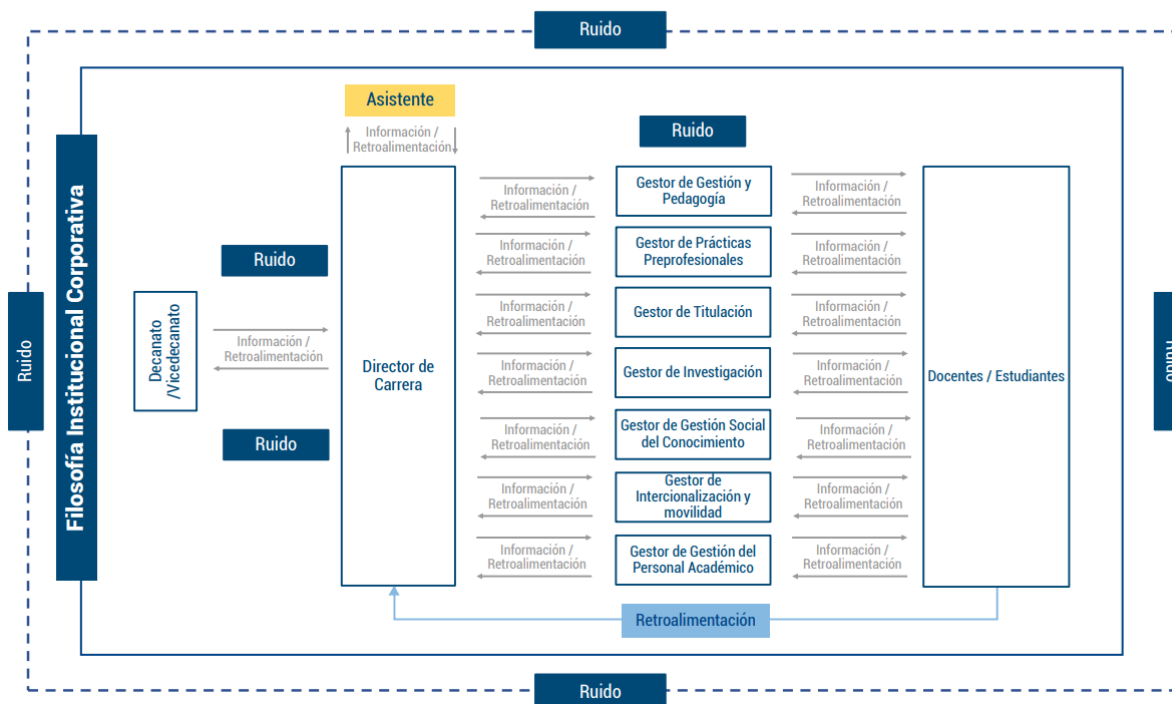 Ruido
Asistente
Información /
Retroalimentación
Ruido
Filosofía Institucional Corporativa
Ruido
Decanato
/Vicedecanato
Ruido
Información /
Retroalimentación
Ruido
Director de
Carrera
Información /
Retroalimentación
Gestor de Gestión y
Pedagogía
Información /
Retroalimentación
Información /
Retroalimentación
Gestor de Prácticas
Preprofesionales
Información /
Retroalimentación
Información /
Retroalimentación
Gestor de Titulación
Información /
Retroalimentación
Información /
Retroalimentación
Gestor de Investigación
Información /
Retroalimentación
Información /
Retroalimentación
Gestor de Gestión Social
del Conocimiento
Información /
Retroalimentación
Información /
Retroalimentación
Gestor de
Intercionalización y
movilidad
Información /
Retroalimentación
Información /
Retroalimentación
Gestor de Gestión del
Personal Académico
Información /
Retroalimentación
Docentes / Estudiantes
Retroalimentación
Ruido